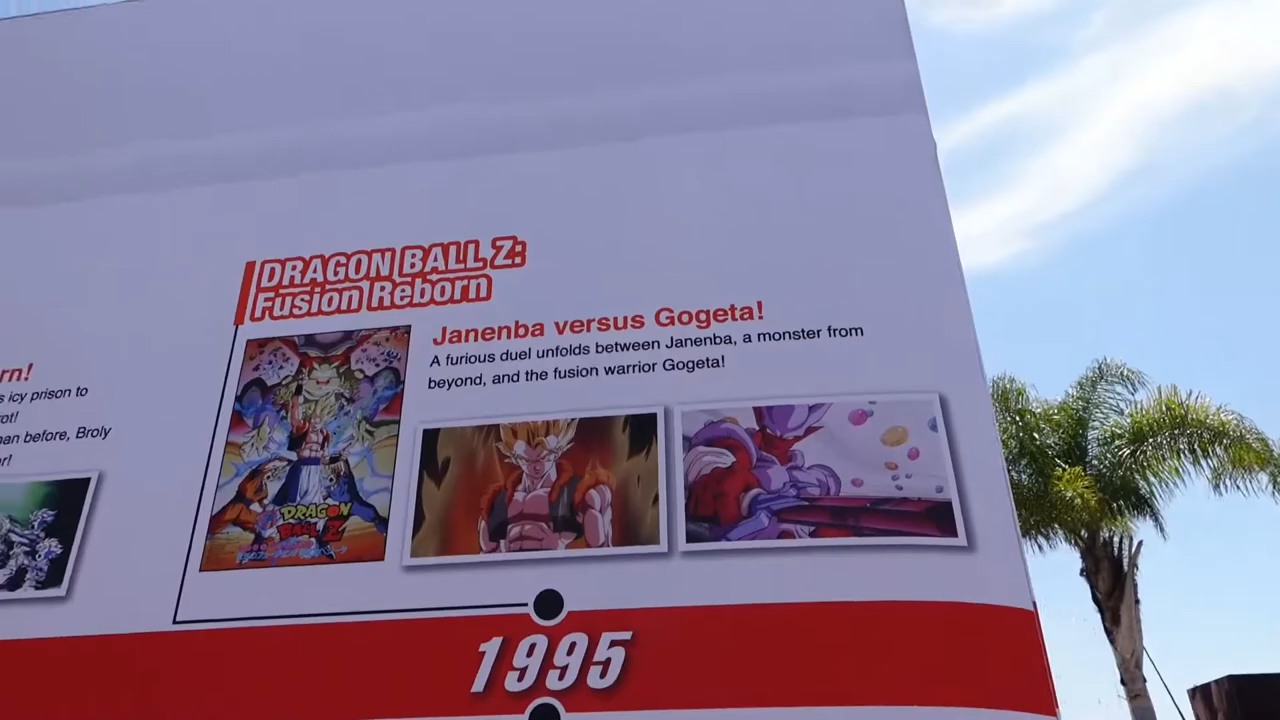 rn!
s icy prison to
rot!
han before, Broly
r!
DRAGON BALL Z:
Fusion Reborn
Janenba versus Gogeta!
A furious duel unfolds between Janenba, a monster from
beyond, and the fusion warrior Gogeta!
DRAGON
BALL Z
1995